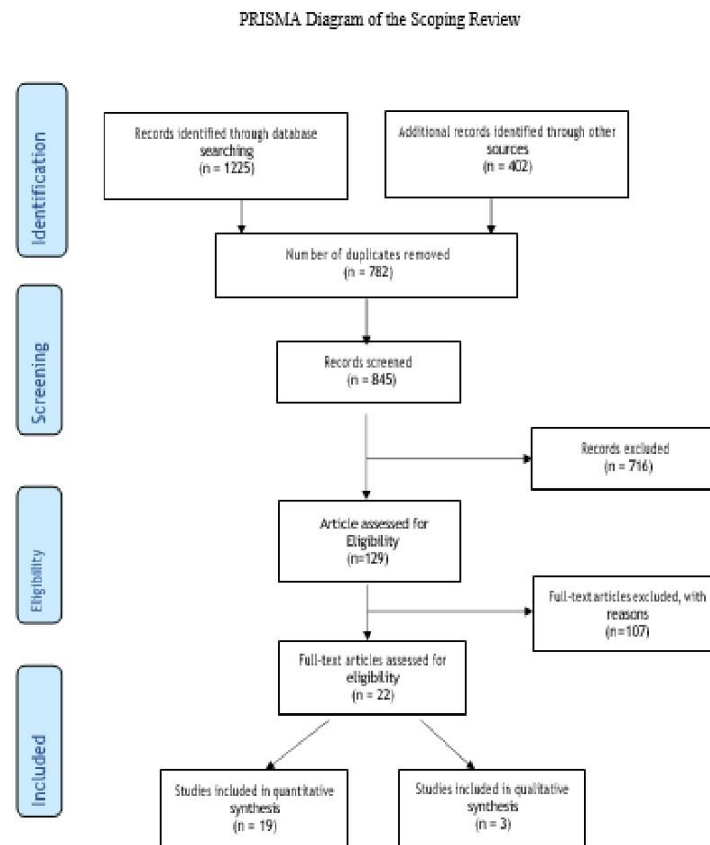 PRISMA Diagram of the Scoping Review
Identification
Records identified through database
searching
(n = 1225)
Additional records identified through other
sources
(n = 402)
Number of duplicates removed
(n = 782)
Screening
Records screened
(n = 845)
Records excluded
(n = 716)
Eligibility
Article assessed for
Eligibility
(n=129)
Full-text articles excluded, with
reasons
(n=107)
Full-text articles assessed for
eligibility
(n = 22)
Included
Studies included in quantitative
synthesis
(n = 19)
Studies included in qualitative
synthesis
(n = 3)